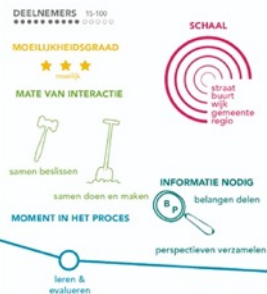 DEELNEMERS 15-100
SCHAAL
MOEILIJKHEIDSGRAAD
moeilijk
straat
buurt
wijk
gemeente
regio
MATE VAN INTERACTIE
samen beslissen
samen doen en maken
INFORMATIE NODIG
B P
belangen delen
MOMENT IN HET PROCES
perspectieven verzamelen
leren &
evalueren